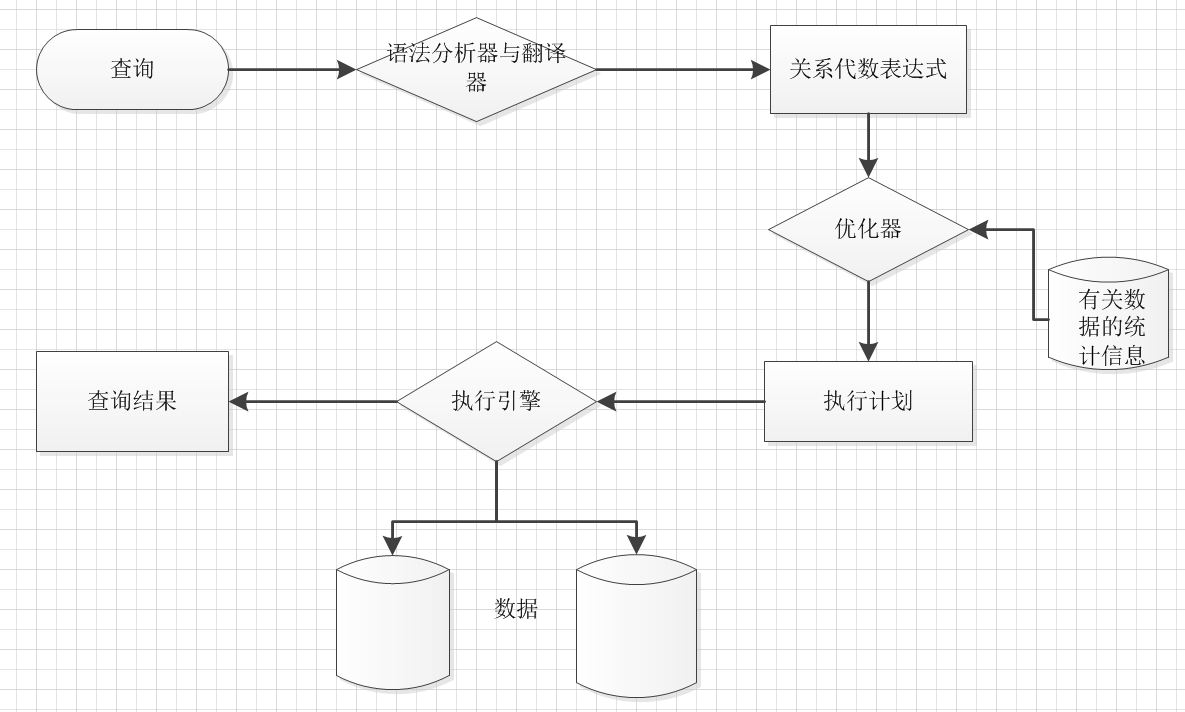 查询
语法分析器与翻译
器
关系代数表达式
优化器
有关数
据的统
计信息
查询结果
执行引擎
执行计划
数据